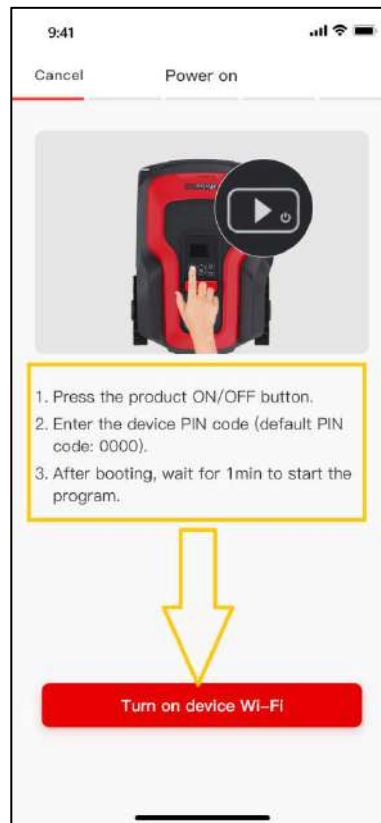 9:41
Cancel Power on
1. Press the product ON/OFF button.
2. Enter the device PIN code (default PIN
code: 0000).
3. After booting, wait for 1min to start the
program.
Turn on device Wi-Fi